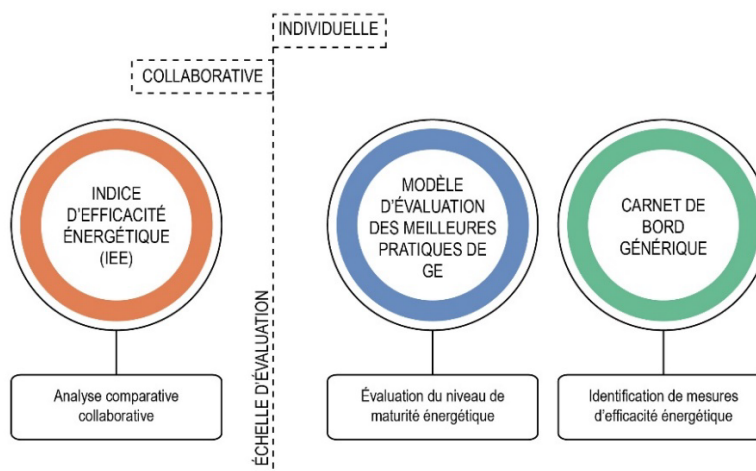 INDIVIDUELLE
COLLABORATIVE
INDICE
D'EFFICACITÉ
ÉNERGÉTIQUE
(IEE)
Analyse comparative
collaborative
ÉCHELLE D'ÉVALUATION
MODÈLE
D'ÉVALUATION
DES MEILLEURES
PRATIQUES DE
GE
Évaluation du niveau de
maturité énergétique
CARNET DE
BORD
GÉNÉRIQUE
Identification de mesures
d'efficacité énergétique